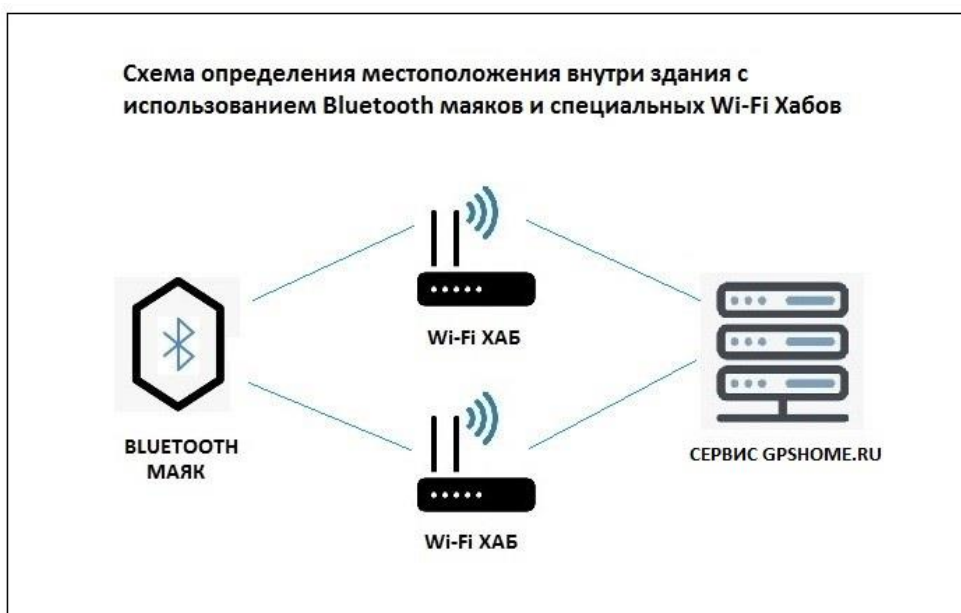 Схема определения местоположения внутри здания с
использованием Bluetooth маяков и специальных Wi-Fi Хабов
Wi-Fi ХАБ
BLUETOOTH
МАЯК
СЕРВИС GPSHOME.RU
Wi-Fi ХАБ